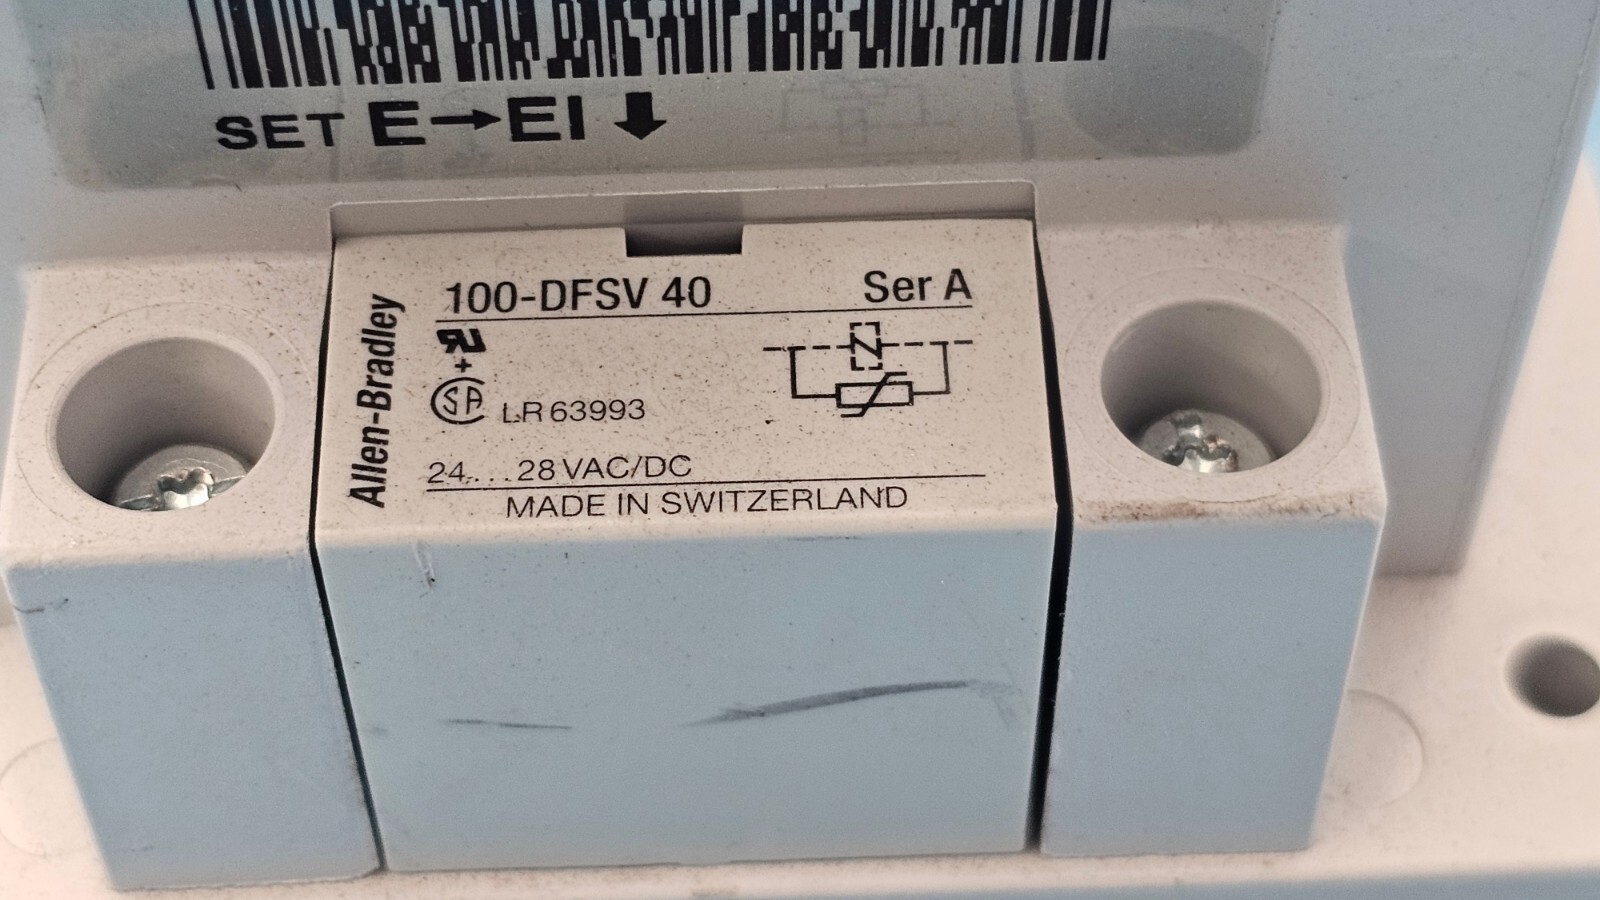 SET E→EI ↓
100-DFSV 40 Ser A
Allen-Bradley
LR 63993
24....28 VAC/DC
MADE IN SWITZERLAND